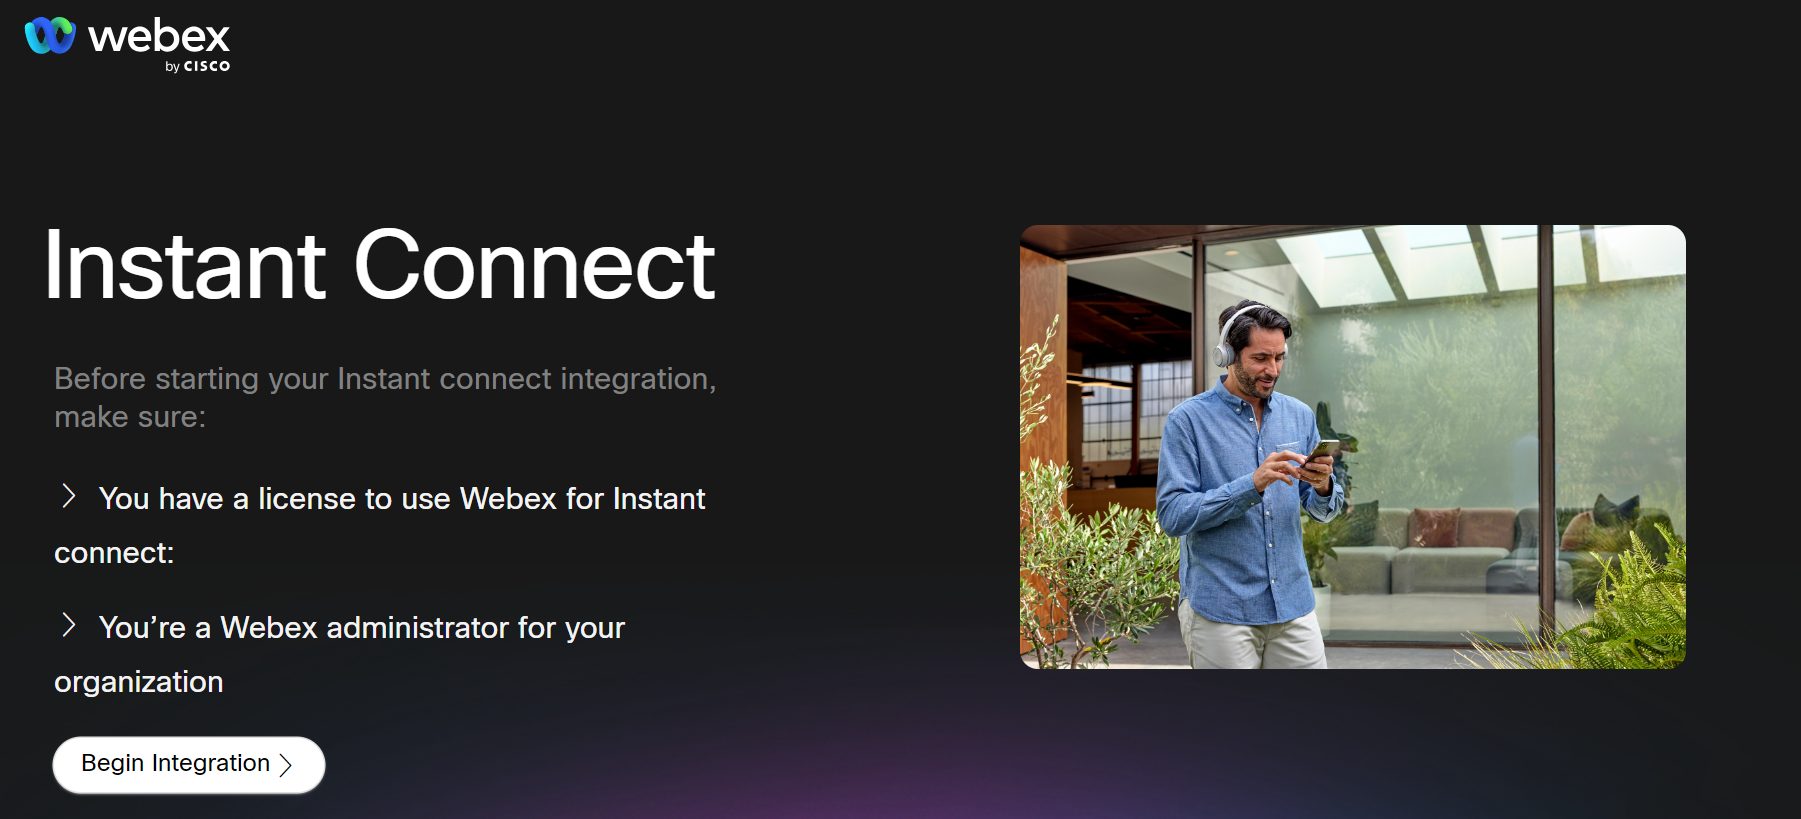 webex
by CISCO
Instant Connect
Before starting your Instant connect integration,
make sure:
You have a license to use Webex for Instant
connect:
You’re a Webex administrator for your
organization
Begin Integration